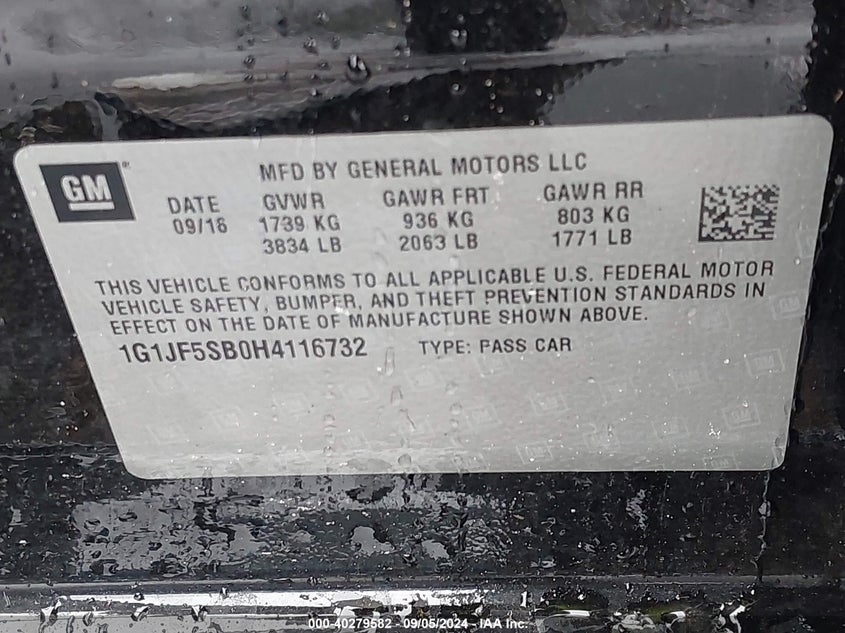 GM
MFD BY GENERAL MOTORS LLC
DATE GVWR GAWR FRT GAWR RR
09/16 1739 KG 936 KG 803 KG
3834 LB 2063 LB 1771 LB
THIS VEHICLE CONFORMS TO ALL APPLICABLE U.S. FEDERAL MOTOR
VEHICLE SAFETY, BUMPER, AND THEFT PREVENTION STANDARDS IN
EFFECT ON THE DATE OF MANUFACTURE SHOWN ABOVE.
1G1JF5SB0H4116732 TYPE: PASS CAR
000-40279582 - 09/05/2024 - IAA Inc.